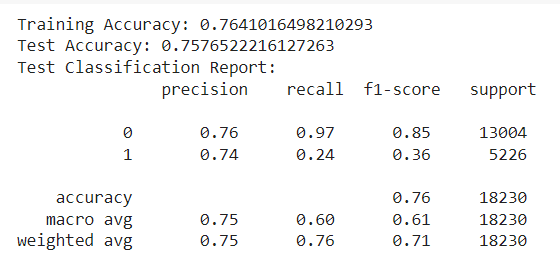 Training Accuracy: 0.7641016498210293
Test Accuracy: 0.7576522216127263
Test Classification Report:
precision recall f1-score support
0 0.76 0.97 0.85 13004
1 0.74 0.24 0.36 5226
accuracy 0.76 18230
macro avg 0.75 0.60 0.61 18230
weighted avg 0.75 0.76 0.71 18230